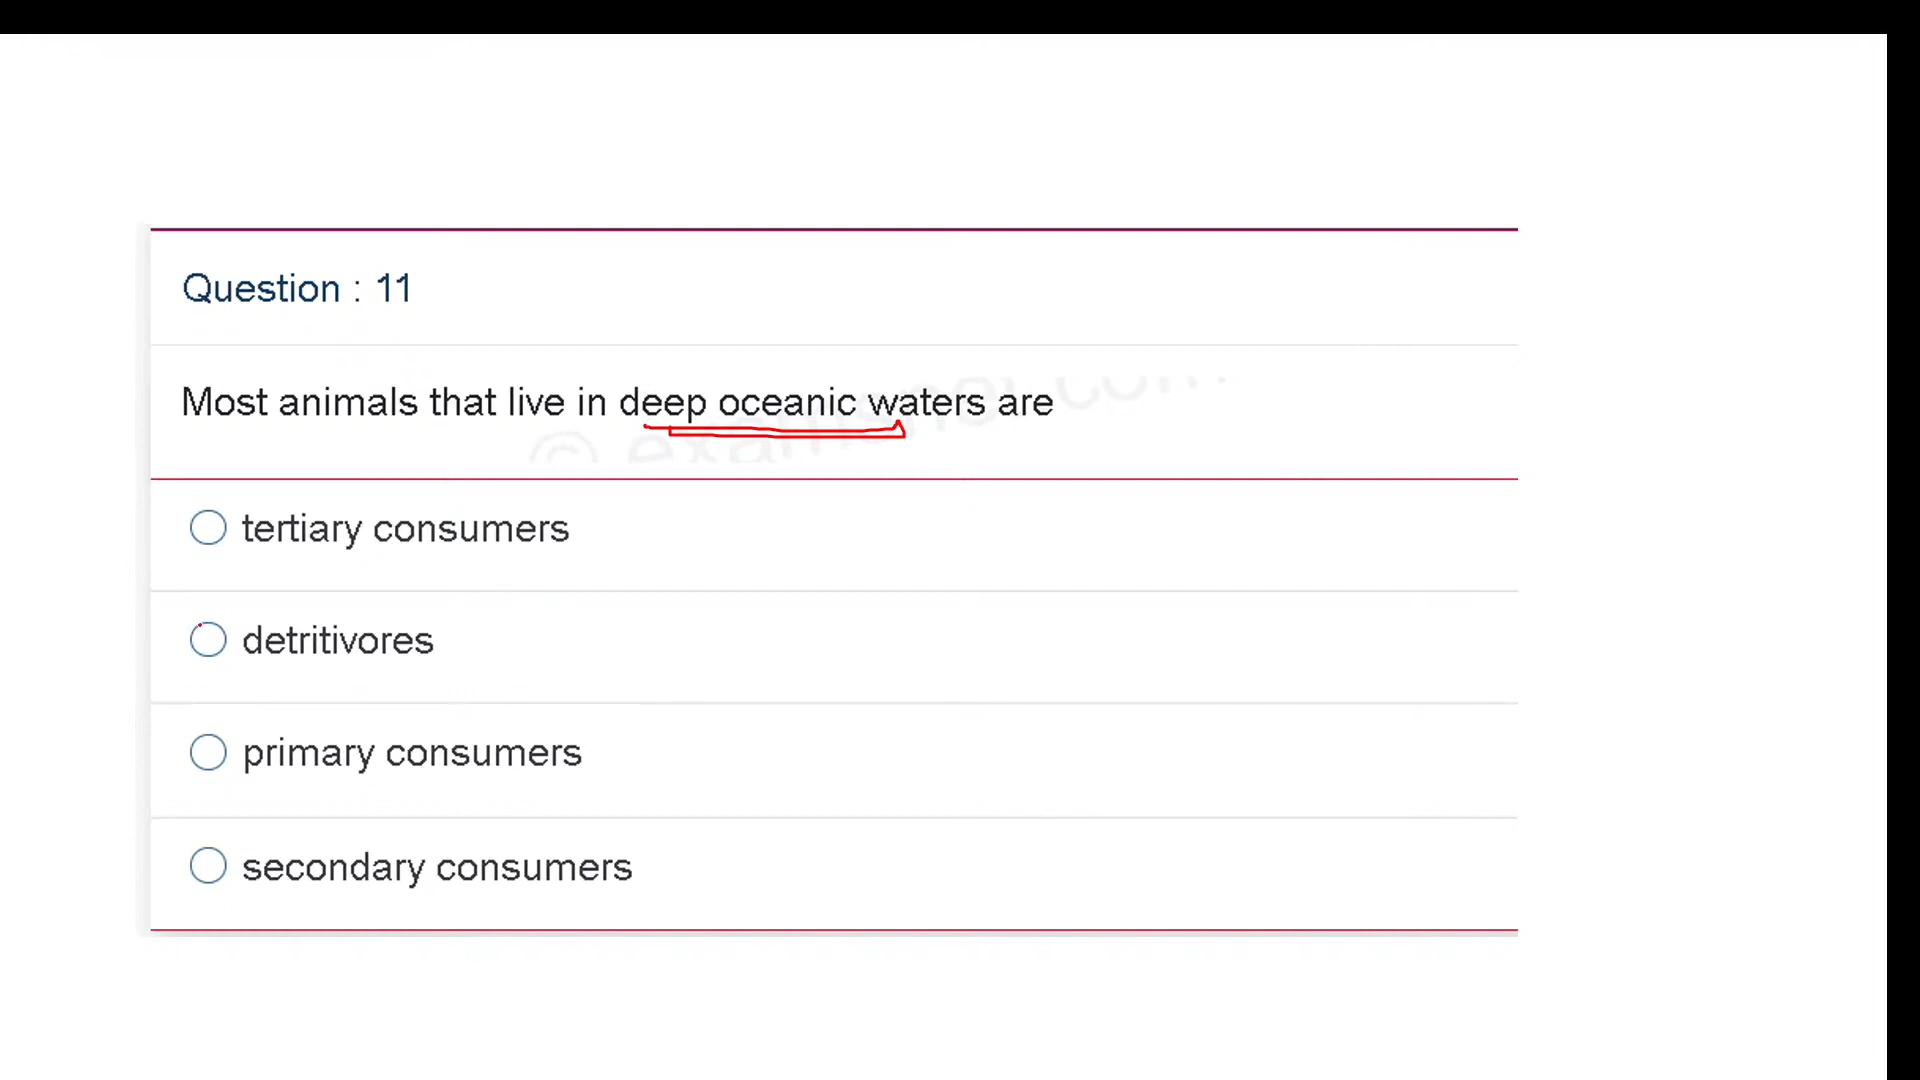 Question : 11
Most animals that live in deep oceanic waters are
tertiary consumers
detritivores
primary consumers
secondary consumers